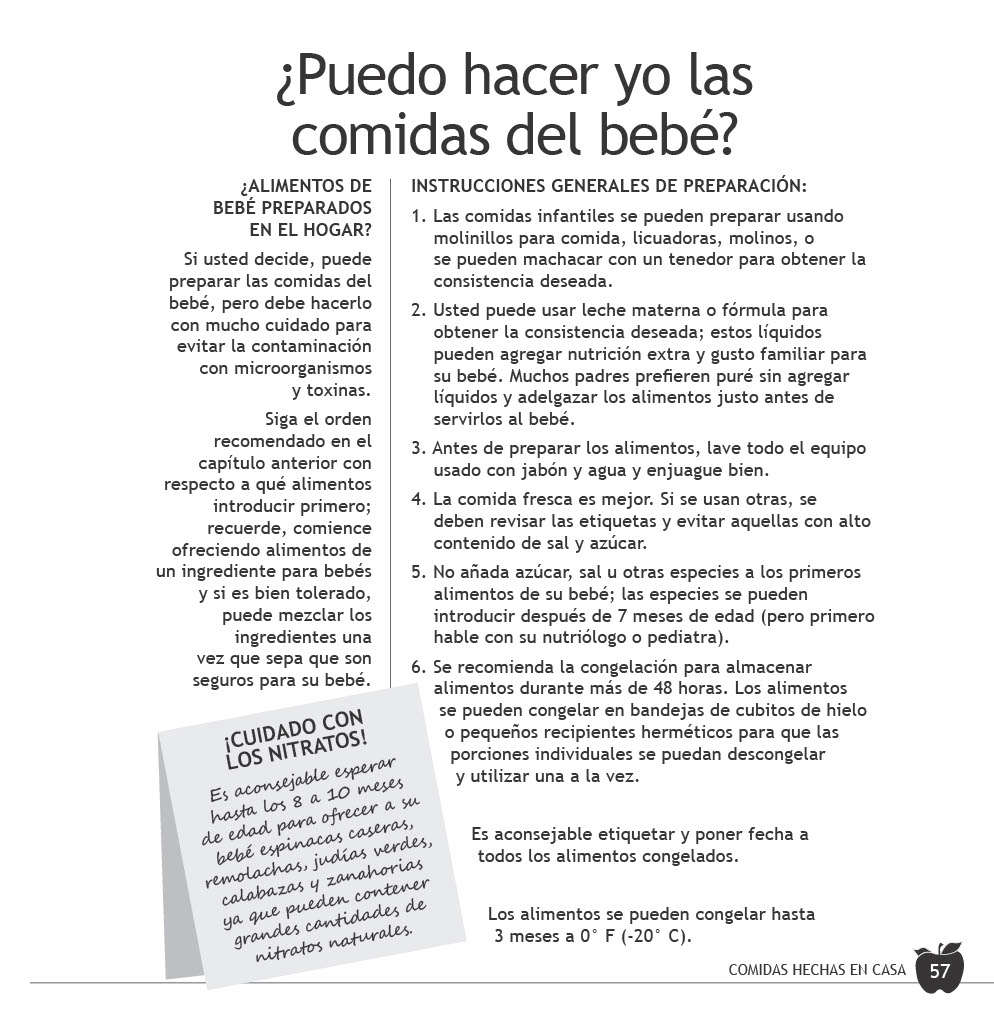 ¿Puedo hacer yo las
comidas del bebé?
¿ALIMENTOS DE
BEBÉ PREPARADOS
EN EL HOGAR?
Si usted decide, puede
preparar las comidas del
bebé, pero debe hacerlo
con mucho cuidado para
evitar la contaminación
con microorganismos
y toxinas.
Siga el orden
recomendado en el
capítulo anterior con
respecto a qué alimentos
introducir primero;
recuerde, comience
ofreciendo alimentos de
un ingrediente para bebés
y si es bien tolerado,
puede mezclar los
ingredientes una
vez que sepa que son
seguros para su bebé.
¡CUIDADO CON
LOS NITRATOS!
Es aconsejable esperar
hasta los 8 a 10 meses
de edad para ofrecer a su
bebé espinacas caseras,
remolachas, judías verdes,
calabazas y zanahorias
ya que pueden contener
grandes cantidades de
nitratos naturales.
INSTRUCCIONES GENERALES DE PREPARACIÓN:
1. Las comidas infantiles se pueden preparar usando
molinillos para comida, licuadoras, molinos, o
se pueden machacar con un tenedor para obtener la
consistencia deseada.
2. Usted puede usar leche materna o fórmula para
obtener la consistencia deseada; estos líquidos
pueden agregar nutrición extra y gusto familiar para
su bebé. Muchos padres prefieren puré sin agregar
líquidos y adelgazar los alimentos justo antes de
servirlos al bebé.
3. Antes de preparar los alimentos, lave todo el equipo
usado con jabón y agua y enjuague bien.
4. La comida fresca es mejor. Si se usan otras, se
deben revisar las etiquetas y evitar aquellas con alto
contenido de sal y azúcar.
5. No añada azúcar, sal u otras especies a los primeros
alimentos de su bebé; las especies se pueden
introducir después de 7 meses de edad (pero primero
hable con su nutriólogo o pediatra).
6. Se recomienda la congelación para almacenar
alimentos durante más de 48 horas. Los alimentos
se pueden congelar en bandejas de cubitos de hielo
o pequeños recipientes herméticos para que las
porciones individuales se puedan descongelar
y utilizar una a la vez.
Es aconsejable etiquetar y poner fecha a
todos los alimentos congelados.
Los alimentos se pueden congelar hasta
3 meses a 0° F (-20° C).
COMIDAS HECHAS EN CASA 57